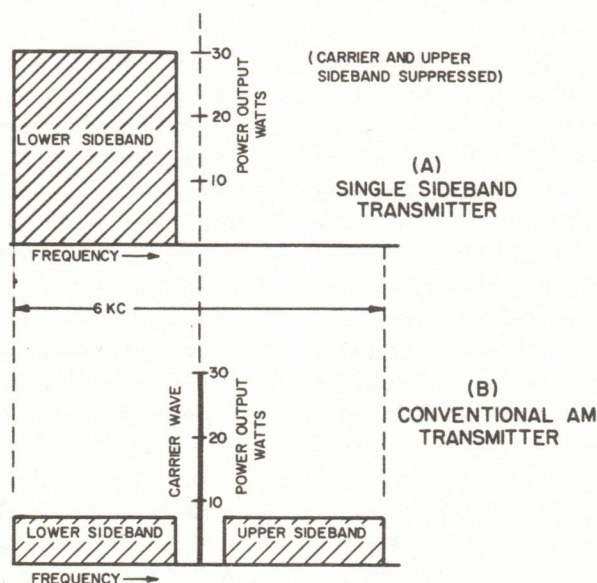 30
(CARRIER AND UPPER
SIDEBAND SUPPRESSED)
20
LOWER SIDEBAND
POWER OUTPUT
WATTS
10
(A)
SINGLE SIDEBAND
TRANSMITTER
FREQUENCY
6 KC
30
(B)
CONVENTIONAL AM
TRANSMITTER
CARRIER WAVE
20
POWER OUTPUT
WATTS
10
LOWER SIDEBAND
UPPER SIDEBAND
FREQUENCY